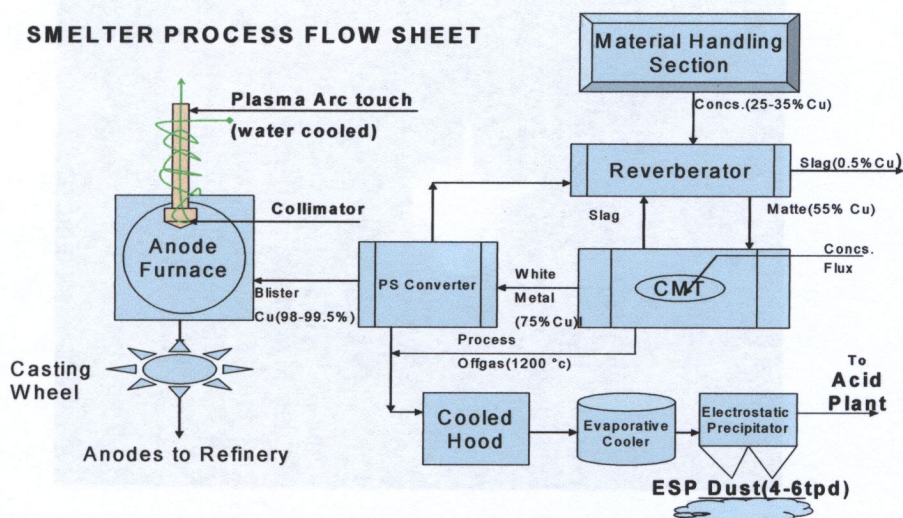 SMELTER PROCESS FLOW SHEET
Material Handling
Section
Plasma Arc touch
(water cooled)
Concs.(25-35% Cu)
Reverberator
Slag(0.5%Cu)
Collimator
Slag
Matte(55% Cu)
Anode
Furnace
Concs.
Flux
PS Converter
White
Metal
(75%Cu)
CMT
Blister
Cu(98-99.5%)
Process
Offgas(1200 °c)
Casting
Wheel
To
Acid
Plant
Cooled
Hood
Evaporative
Cooler
Electrostatic
Precipitator
Anodes to Refinery
ESP Dust(4-6tpd)